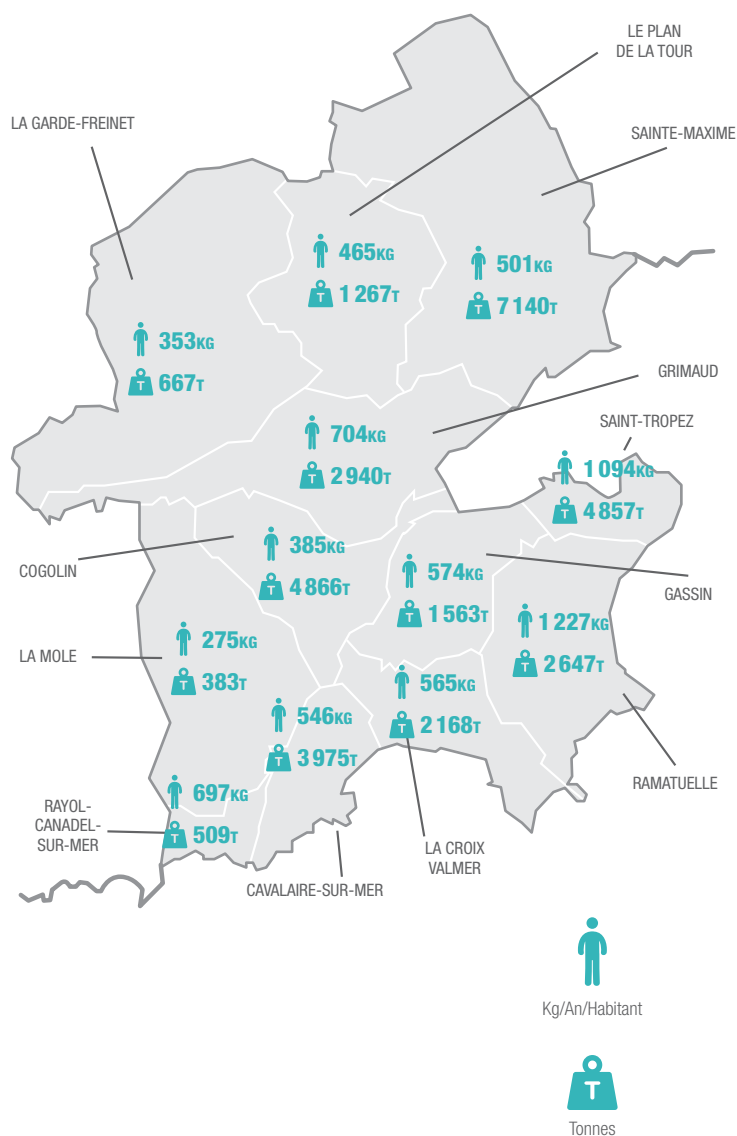 LE PLAN
DE LA TOUR
LA GARDE-FREINET
SAINTE-MAXIME
465KG
1 267T
501KG
7 140T
353KG
667T
GRIMAUD
SAINT-TROPEZ
704KG
2 940T
1 094KG
4 857T
COGOLIN
385KG
4 866T
574KG
1 563T
GASSIN
1 227KG
2 647T
LA MOLE
275KG
383T
565KG
2 168T
546KG
3 975T
RAMATUELLE
697KG
509T
RAYOL-
CANADEL-
SUR-MER
LA CROIX
VALMER
CAVALAIRE-SUR-MER
Kg/An/Habitant
T
Tonnes